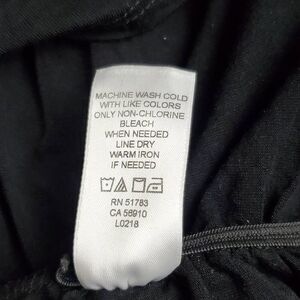 MACHINE WASH COLD
WITH LIKE COLORS
ONLY NON-CHLORINE
BLEACH
WHEN NEEDED
LINE DRY
WARM IRON
IF NEEDED
RN 51783
CA 56910
L0218